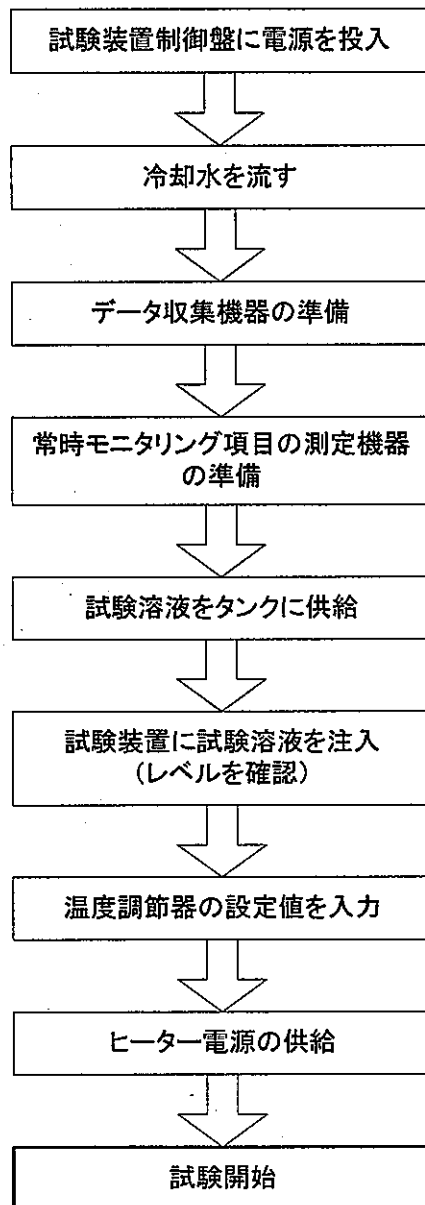 試験装置制御盤に電源を投入
冷却水を流す
データ収集機器の準備
常時モニタリング項目の測定機器
の準備
試験溶液をタンクに供給
試験装置に試験溶液を注入
(レベルを確認)
温度調節器の設定値を入力
ヒーター電源の供給
試験開始